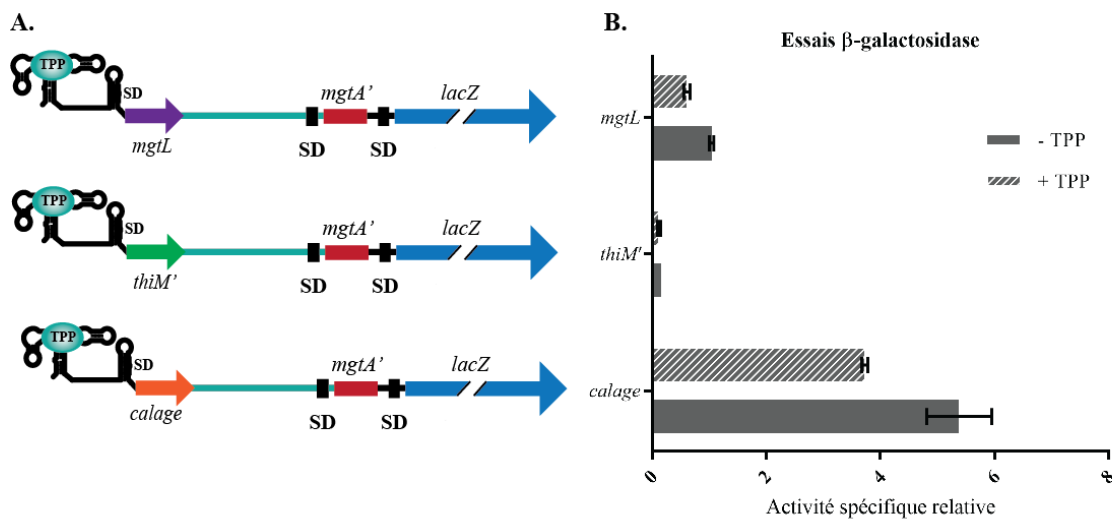 A.
TPP
SD
mgtL
mgtA’
lacZ
SD
SD
TPP
SD
thiM’
mgtA’
lacZ
SD
SD
TPP
SD
calage
mgtA’
lacZ
SD
SD
B.
Essais β-galactosidase
mgtL
thiM'
calage
- TPP
+ TPP
0 2 4 6 8
Activité spécifique relative